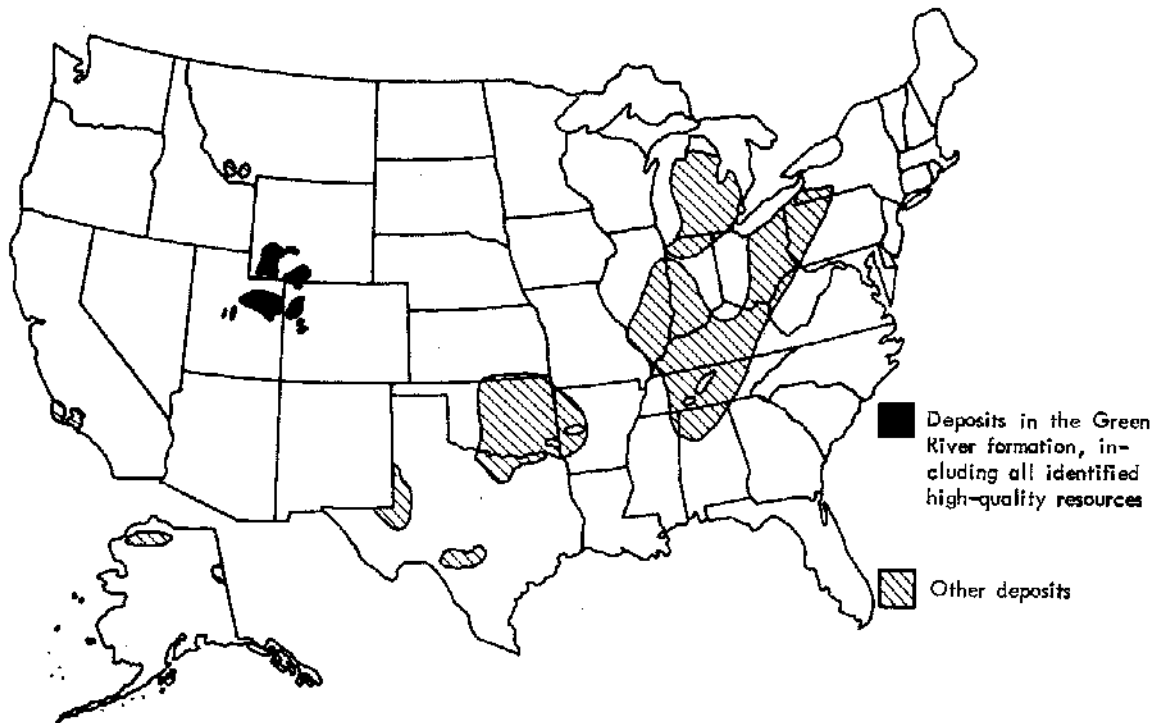 Deposits in the Green
River formation, in-
cluding all identified
high-quality resources
Other deposits